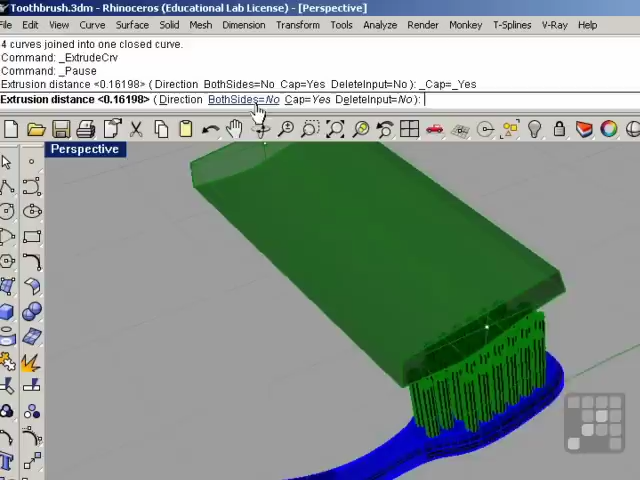 Toothbrush.3dm - Rhinoceros (Educational Lab License) - [Perspective]
File Edit View Curve Surface Solid Mesh Dimension Transform Tools Analyze Render Monkey T-Splines V-Ray Help
4 curves joined into one closed curve.
Command: _ExtrudeCrv
Command: _Pause
Extrusion distance <0.16198> ( Direction BothSides=No Cap=Yes DeleteInput=No ): _Cap=_Yes
Extrusion distance <0.16198> ( Direction BothSides=No Cap=Yes DeleteInput=No ):
Perspective